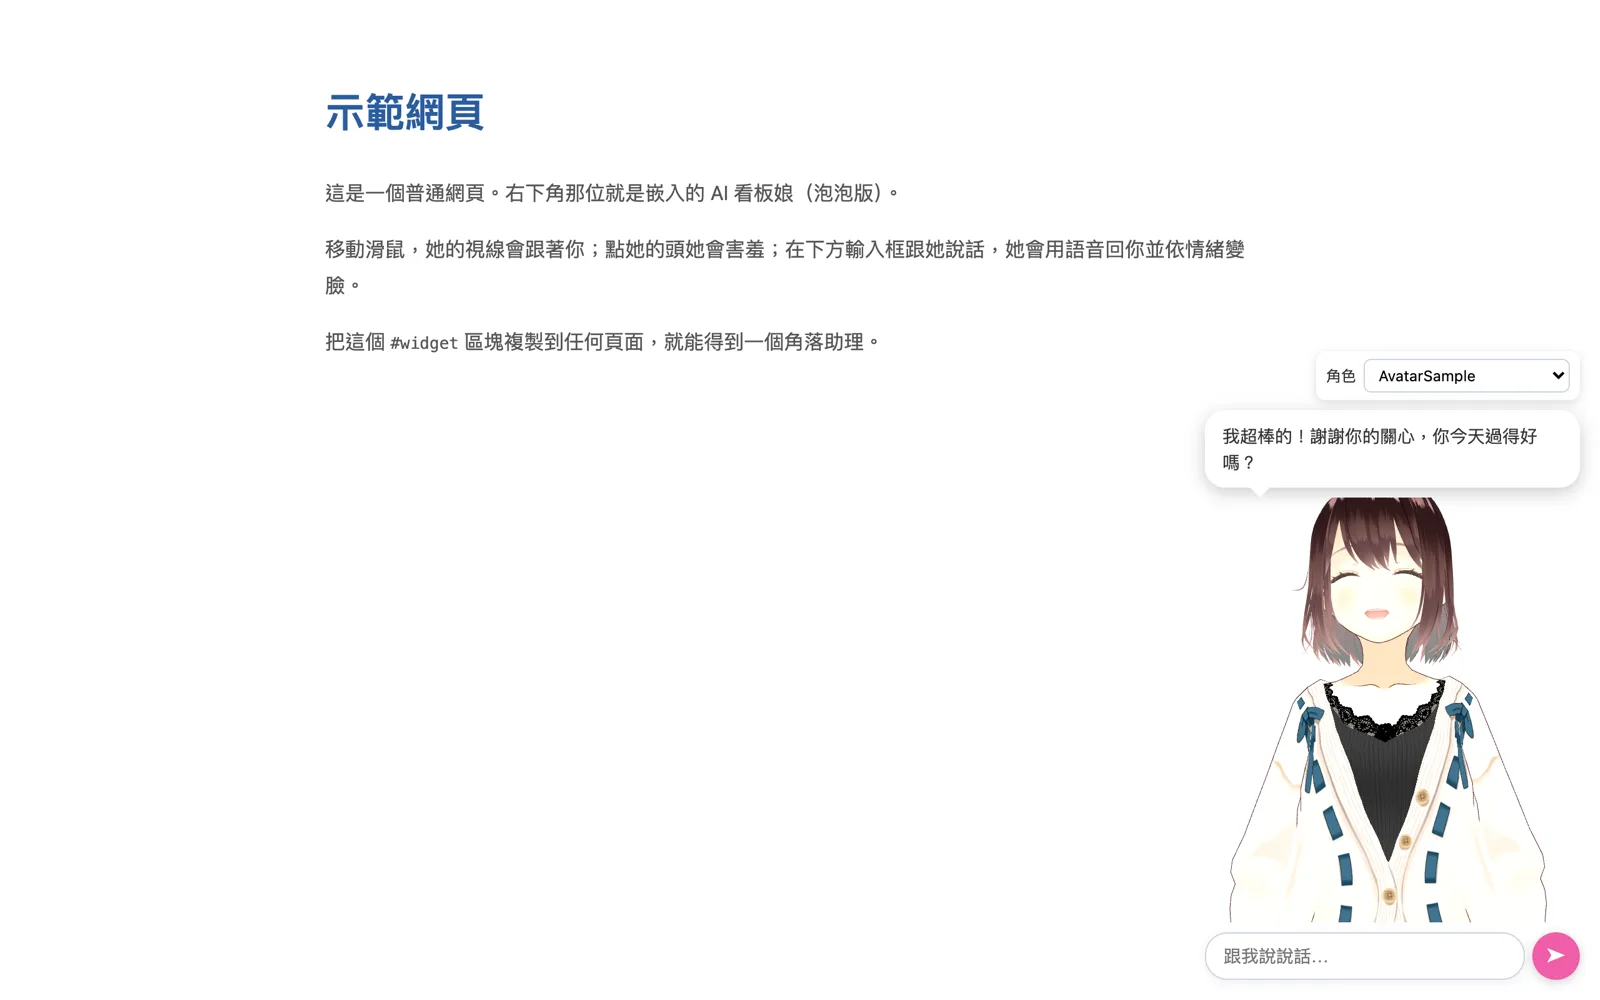 示範網頁
這是一個普通網頁。右下角那位就是嵌入的 AI 看板娘（泡泡版）。
移動滑鼠，她的視線會跟著你；點她的頭她會害羞；在下方輸入框跟她說話，她會用語音回你並依情緒變
臉。
把這個 #widget 區塊複製到任何頁面，就能得到一個角落助理。
角色 AvatarSample
我超棒的！謝謝你的關心，你今天過得好
嗎？
跟我說說話...